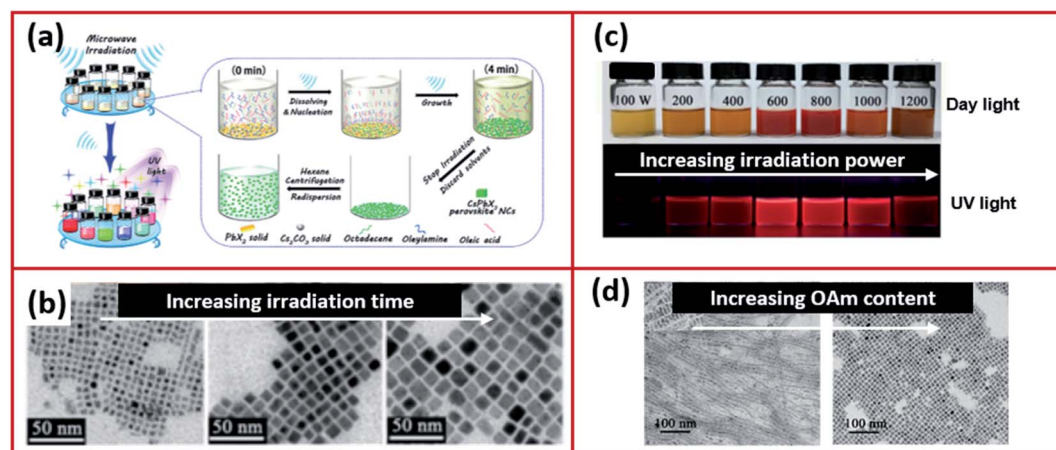 (a)
Microwave
Irradiation
(0 min)
Dissolving
& Nucleation
Growth
(4 min)
UV
light
Hexane
Centrifugation
Redispersion
Stop Irradiation
Discard solvents
CsPbX₃
perovskite NCs
PbX₂ solid
Cs₂CO₃ solid
Octadecene
Oleylemine
Oleic acid
(c)
100 W 200 400 600 800 1000 1200
Day light
Increasing irradiation power
UV light
(b)
Increasing irradiation time
50 nm
50 nm
50 nm
(d)
Increasing OAm content
100 nm
100 nm